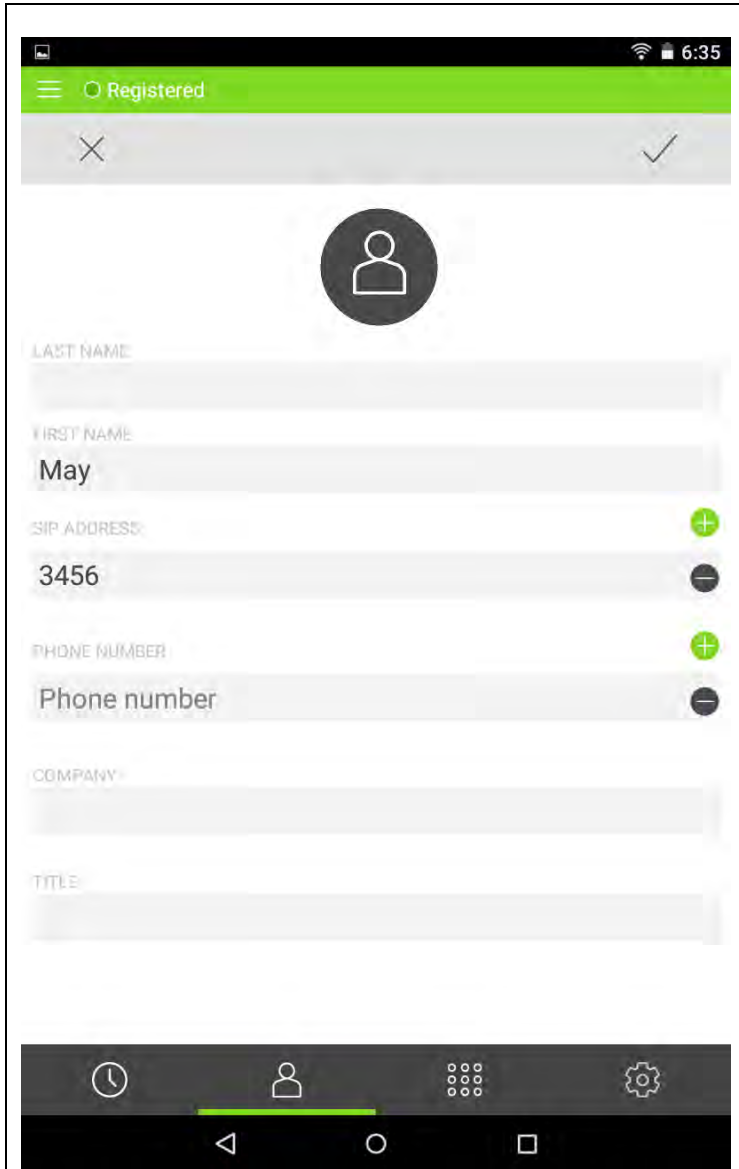 6:35
Registered
LAST NAME
FIRST NAME
May
SIP ADDRESS
3456
PHONE NUMBER
Phone number
COMPANY
TITLE